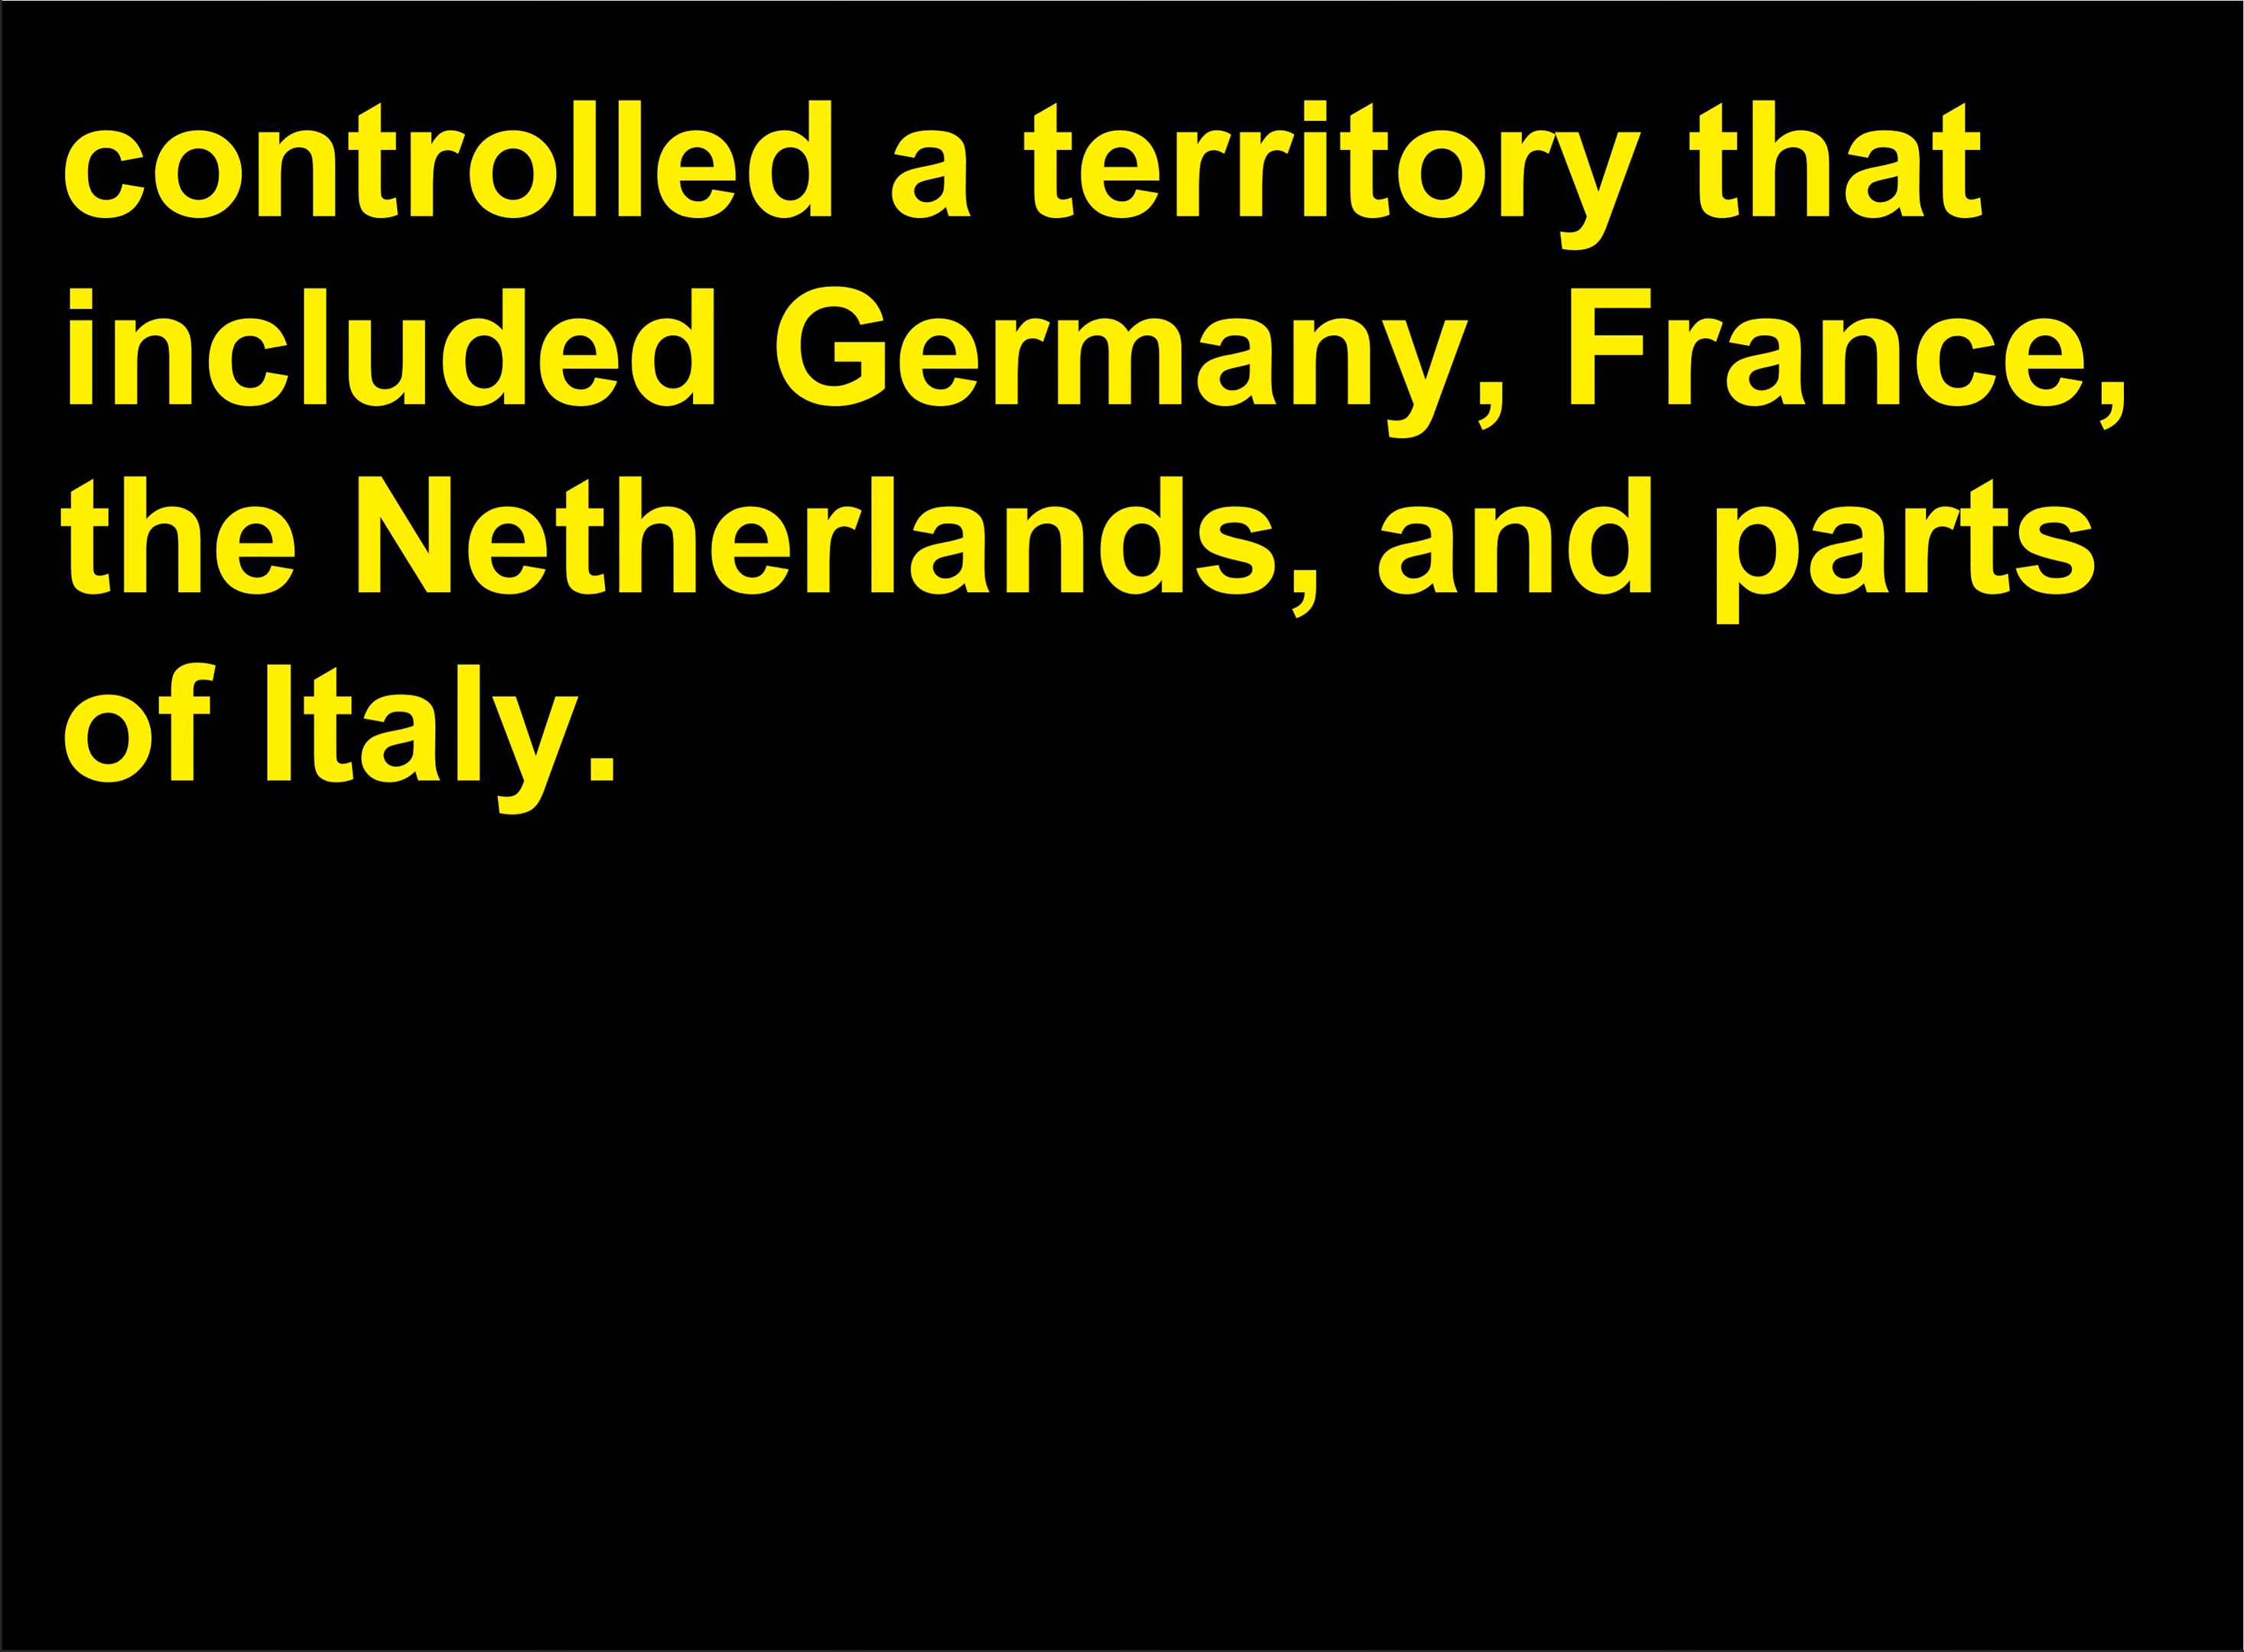 controlled a territory that
included Germany, France,
the Netherlands, and parts
of Italy.